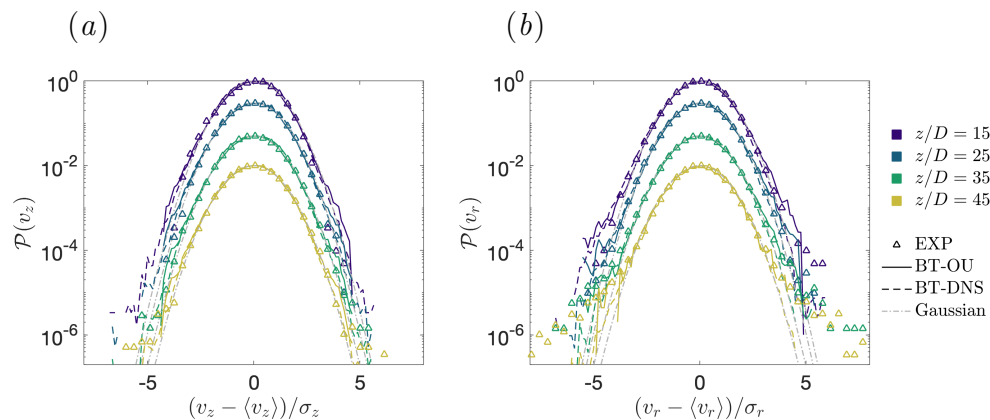 (a)
10^0
10^-2
10^-4
10^-6
P(v_z)
-5 0 5
(v_z − ⟨v_z⟩)/σ_z
(b)
10^0
10^-2
10^-4
10^-6
P(v_r)
-5 0 5
(v_r − ⟨v_r⟩)/σ_r
z/D = 15
z/D = 25
z/D = 35
z/D = 45
EXP
BT-OU
BT-DNS
Gaussian